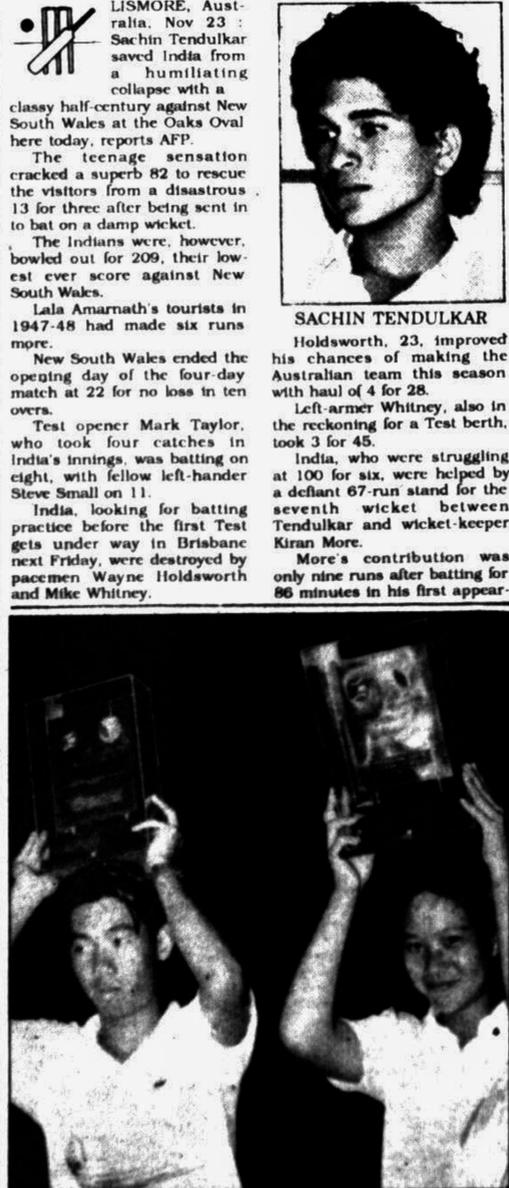 LISMORE, Aust-
ralia, Nov 23 :
Sachin Tendulkar
saved India from
a humiliating
collapse with a
classy half-century against New
South Wales at the Oaks Oval
here today, reports AFP.
The teenage sensation
cracked a superb 82 to rescue
the visitors from a disastrous
13 for three after being sent in
to bat on a damp wicket.
The Indians were, however,
bowled out for 209, their low-
est ever score against New
South Wales.
Lala Amarnath's tourists in
1947-48 had made six runs
more.
New South Wales ended the
opening day of the four-day
match at 22 for no loss in ten
overs.
Test opener Mark Taylor,
who took four catches in
India's innings, was batting on
eight, with fellow left-hander
Steve Small on 11.
India, looking for batting
practice before the first Test
gets under way in Brisbane
next Friday, were destroyed by
pacemen Wayne Holdsworth
and Mike Whitney.
SACHIN TENDULKAR
Holdsworth, 23, improved
his chances of making the
Australian team this season
with haul of 4 for 28.
Left-armer Whitney, also in
the reckoning for a Test berth,
took 3 for 45.
India, who were struggling
at 100 for six, were helped by
a defiant 67-run stand for the
seventh wicket between
Tendulkar and wicket-keeper
Kiran More.
More's contribution was
only nine runs after batting for
86 minutes in his first appear-